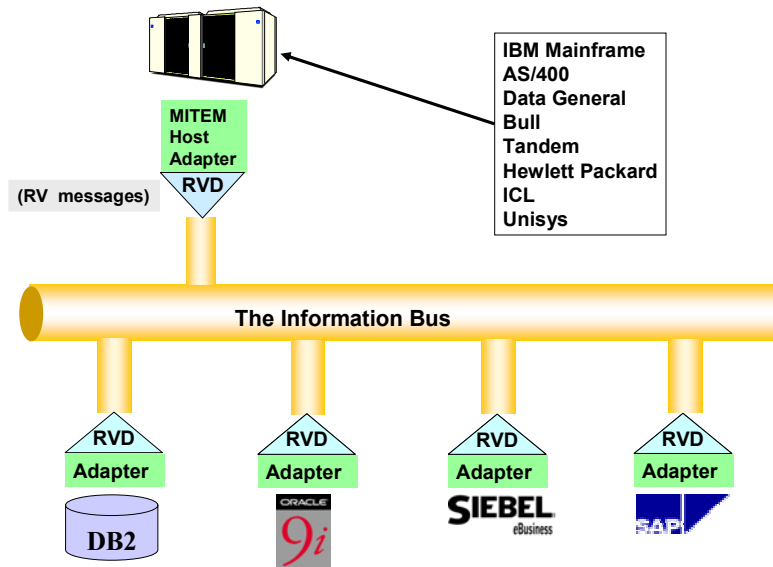 IBM Mainframe
AS/400
Data General
Bull
Tandem
Hewlett Packard
ICL
Unisys
MITEM
Host
Adapter
RVD
(RV messages)
The Information Bus
RVD
Adapter
DB2
RVD
Adapter
ORACLE
9i
RVD
Adapter
SIEBEL
eBusiness
RVD
Adapter
SAP